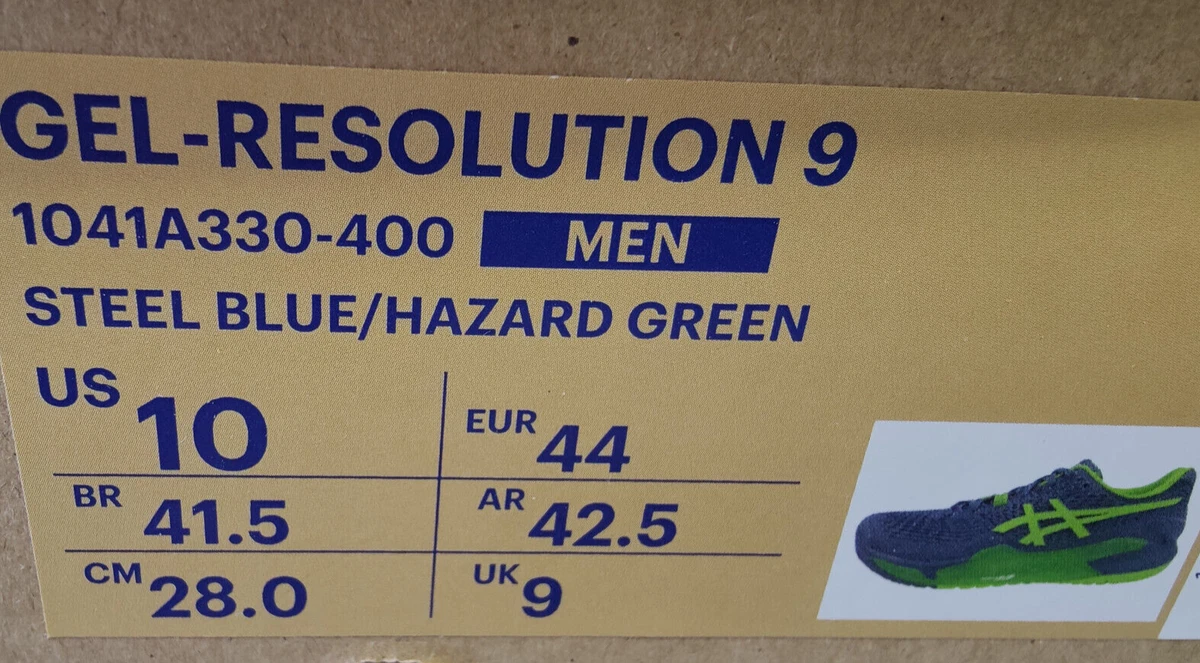 GEL-RESOLUTION 9
1041A330-400 MEN
STEEL BLUE/HAZARD GREEN
US 10
EUR 44
BR 41.5
AR 42.5
CM 28.0
UK 9